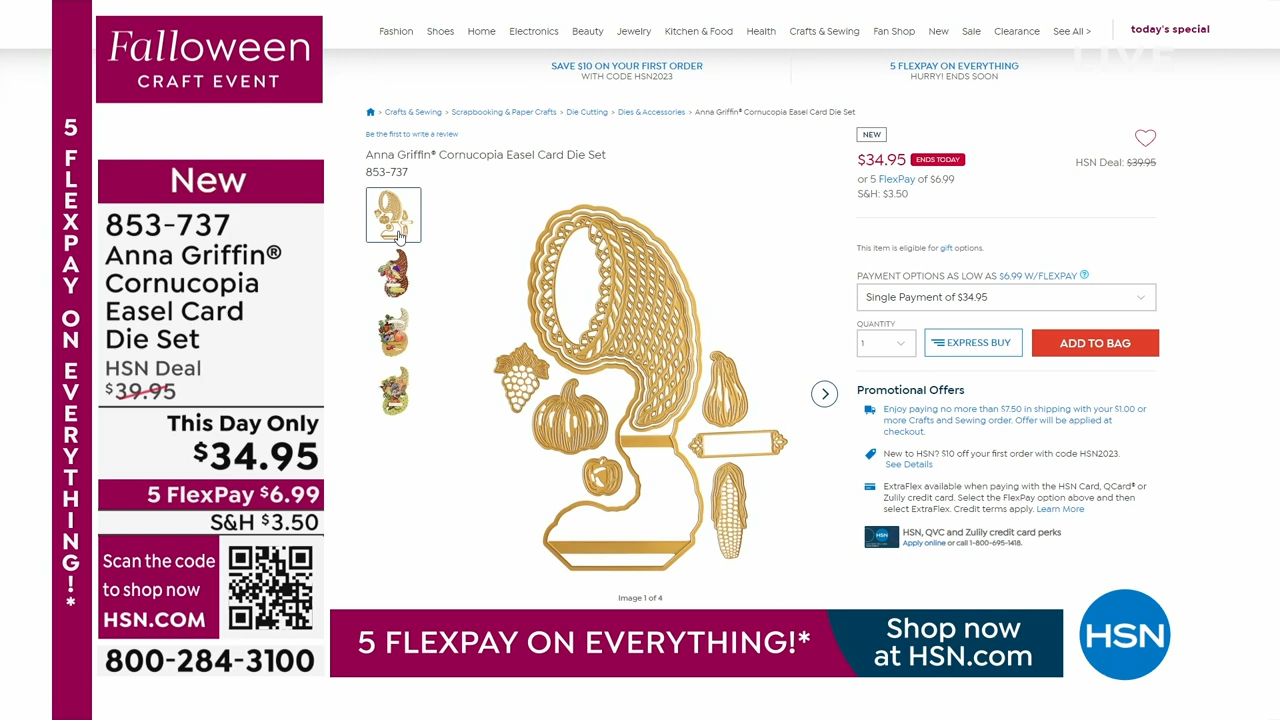 5 FLEXPAY ON EVERYTHING!*
Falloween
CRAFT EVENT
New
853-737
Anna Griffin®
Cornucopia
Easel Card
Die Set
HSN Deal
$39.95
This Day Only
$34.95
5 FlexPay $6.99
S&H $3.50
Scan the code
to shop now
HSN.COM
800-284-3100
Fashion Shoes Home Electronics Beauty Jewelry Kitchen & Food Health Crafts & Sewing Fan Shop New Sale Clearance See All > today's special
LIVE
SAVE $10 ON YOUR FIRST ORDER
WITH CODE HSN2023
5 FLEXPAY ON EVERYTHING
HURRY! ENDS SOON
> Crafts & Sewing > Scrapbooking & Paper Crafts > Die Cutting > Dies & Accessories > Anna Griffin® Cornucopia Easel Card Die Set
Be the first to write a review
Anna Griffin® Cornucopia Easel Card Die Set
853-737
Image 1 of 4
NEW
$34.95 ENDS TODAY
HSN Deal: $39.95
or 5 FlexPay of $6.99
S&H: $3.50
This item is eligible for gift options.
PAYMENT OPTIONS AS LOW AS $6.99 W/FLEXPAY ?
Single Payment of $34.95
QUANTITY
1
EXPRESS BUY
ADD TO BAG
Promotional Offers
Enjoy paying no more than $7.50 in shipping with your $1.00 or
more Crafts and Sewing order. Offer will be applied at
checkout.
New to HSN? $10 off your first order with code HSN2023.
See Details
ExtraFlex available when paying with the HSN Card, QCard® or
Zulily credit card. Select the FlexPay option above and then
select ExtraFlex. Credit terms apply. Learn More
HSN
HSN, QVC and Zulily credit card perks
Apply online or call 1-800-695-1418.
5 FLEXPAY ON EVERYTHING!*
Shop now
at HSN.com
HSN